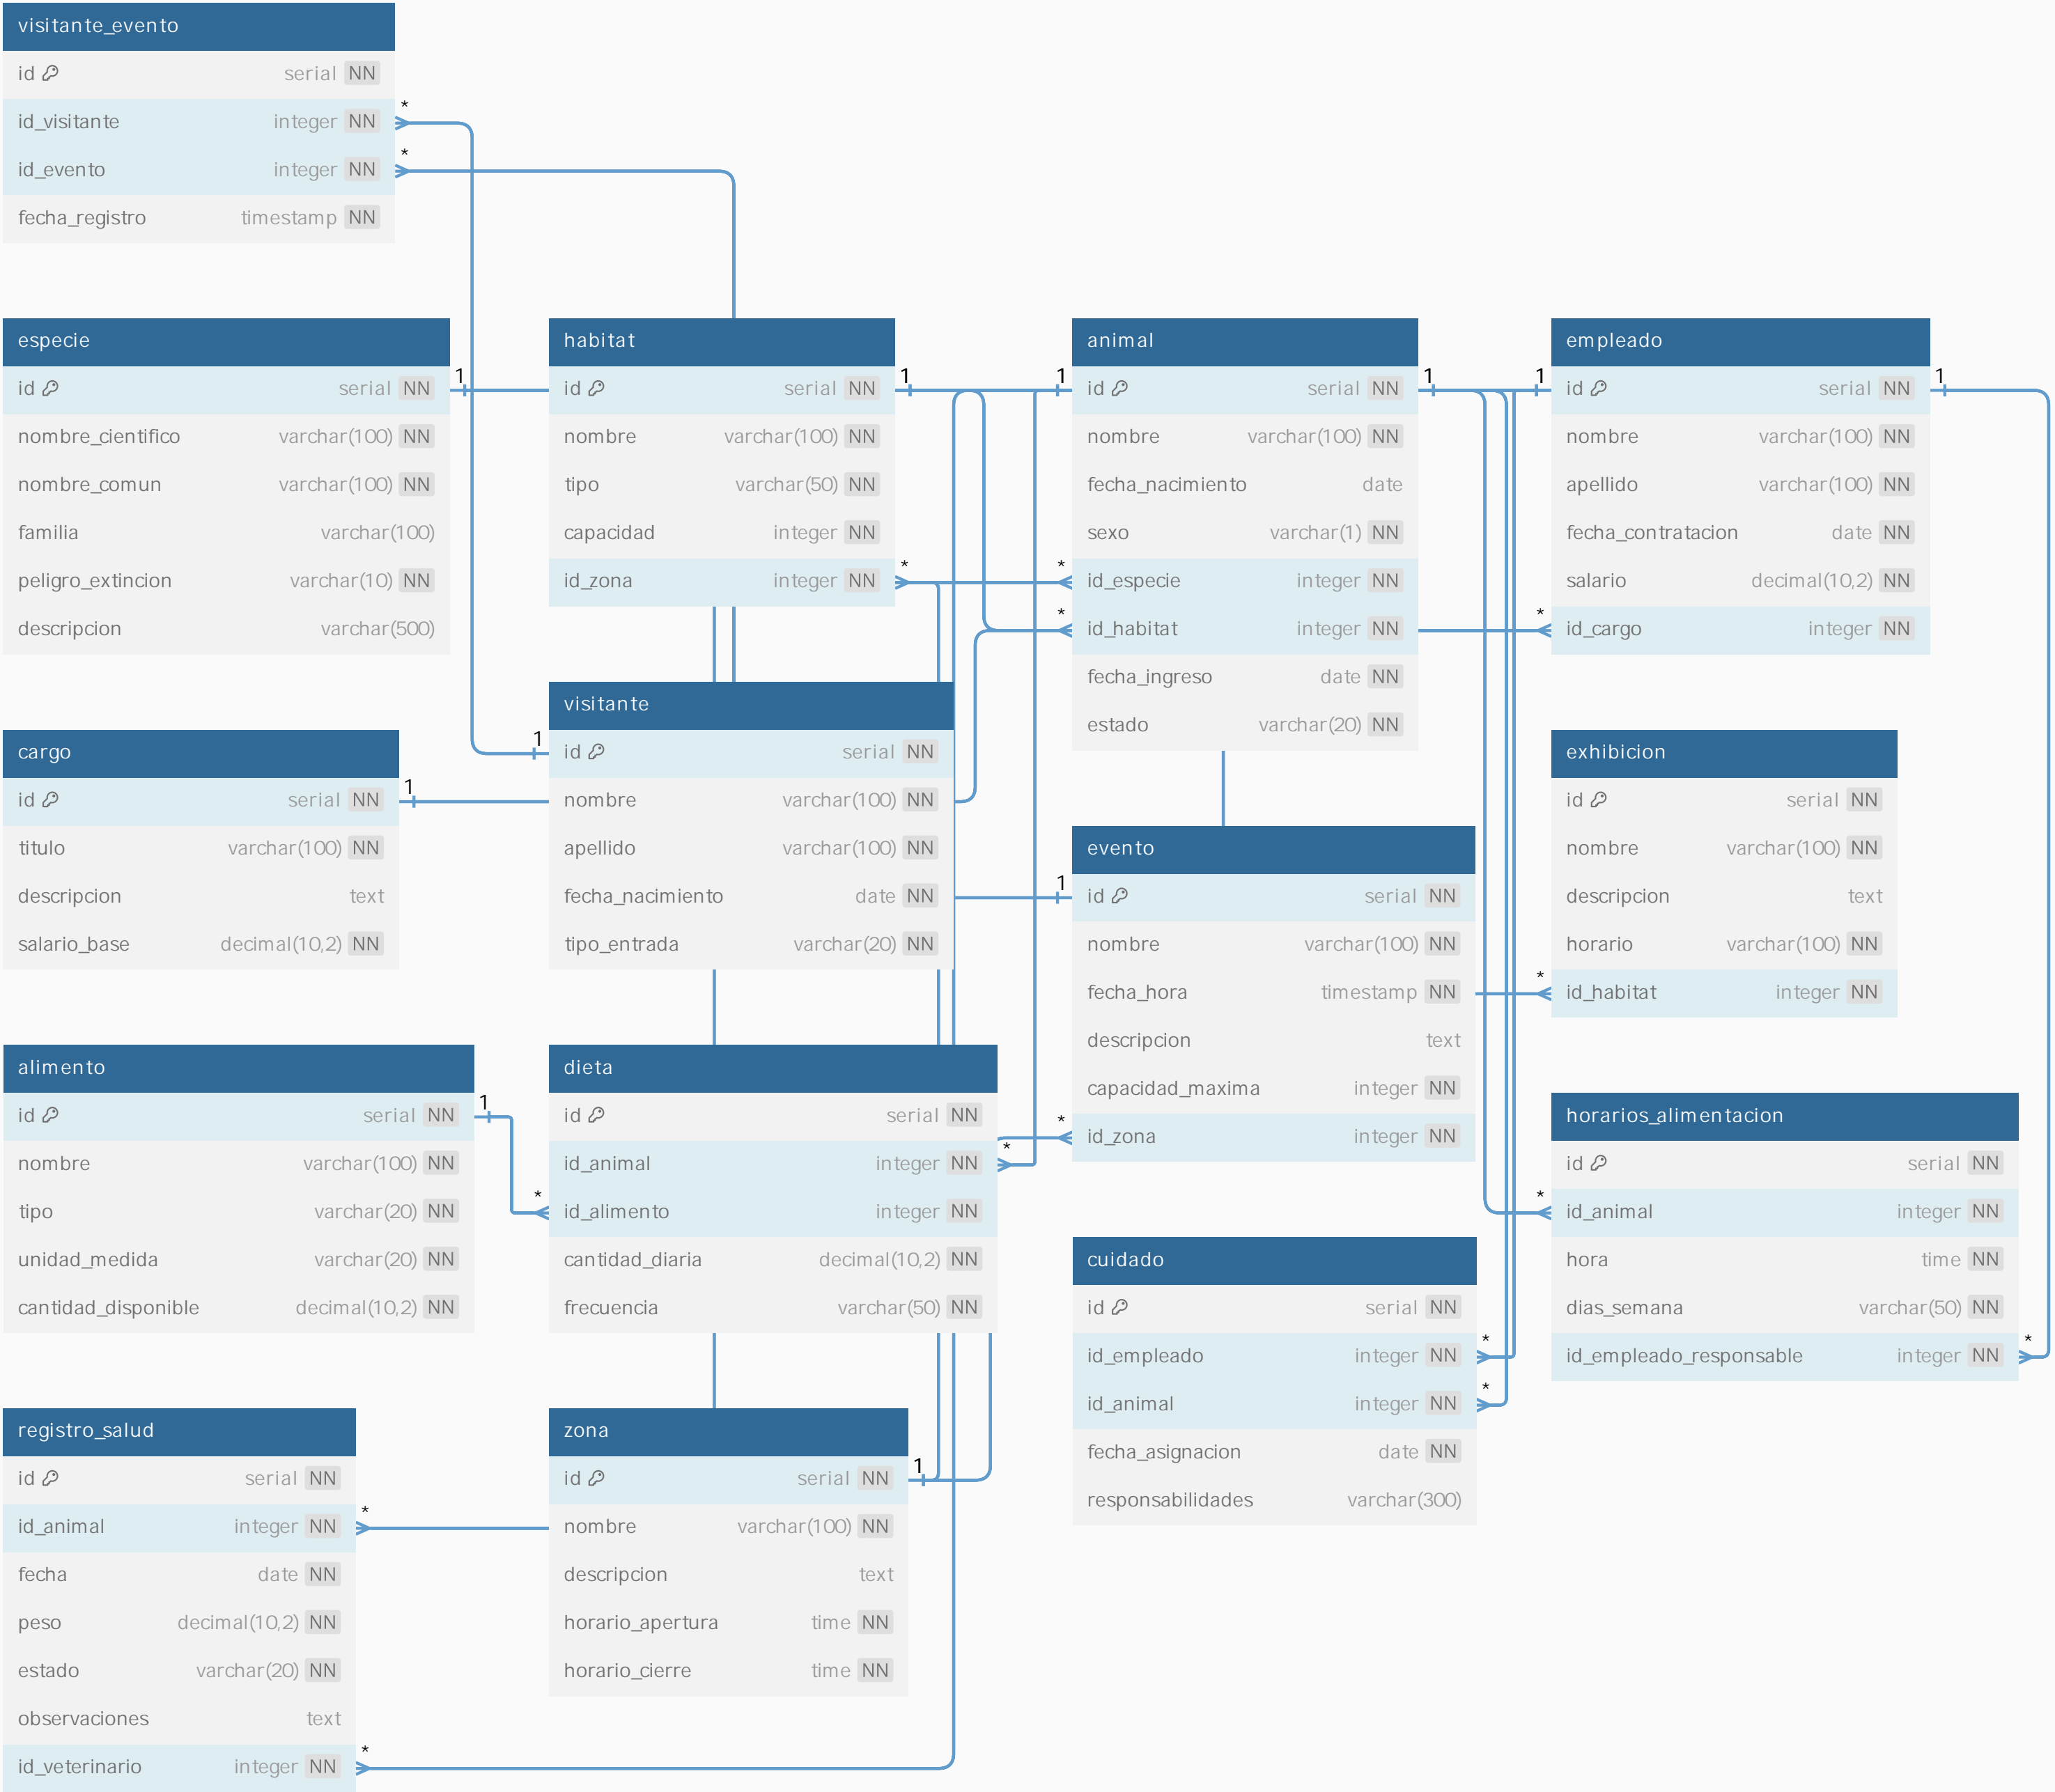 visitante_evento
id serial NN
id_visitante integer NN *
id_evento integer NN *
fecha_registro timestamp NN
especie
id serial NN 1
nombre_cientifico varchar(100) NN
nombre_comun varchar(100) NN
familia varchar(100)
peligro_extincion varchar(10) NN
descripcion varchar(500)
habitat
id serial NN 1
nombre varchar(100) NN
tipo varchar(50) NN
capacidad integer NN
id_zona integer NN *
animal
1 id serial NN 1
nombre varchar(100) NN
fecha_nacimiento date
sexo varchar(1) NN
* id_especie integer NN
* id_habitat integer NN
fecha_ingreso date NN
estado varchar(20) NN
empleado
1 id serial NN 1
nombre varchar(100) NN
apellido varchar(100) NN
fecha_contratacion date NN
salario decimal(10,2) NN
* id_cargo integer NN
cargo
id serial NN 1
titulo varchar(100) NN
descripcion text
salario_base decimal(10,2) NN
visitante
1 id serial NN
nombre varchar(100) NN
apellido varchar(100) NN
fecha_nacimiento date NN
tipo_entrada varchar(20) NN
evento
1 id serial NN
nombre varchar(100) NN
fecha_hora timestamp NN
descripcion text
capacidad_maxima integer NN
* id_zona integer NN
exhibicion
id serial NN
nombre varchar(100) NN
descripcion text
horario varchar(100) NN
* id_habitat integer NN
alimento
id serial NN 1
nombre varchar(100) NN
tipo varchar(20) NN
unidad_medida varchar(20) NN
cantidad_disponible decimal(10,2) NN
dieta
id serial NN
id_animal integer NN *
* id_alimento integer NN
cantidad_diaria decimal(10,2) NN
frecuencia varchar(50) NN
cuidado
id serial NN
id_empleado integer NN *
id_animal integer NN *
fecha_asignacion date NN
responsabilidades varchar(300)
horarios_alimentacion
id serial NN
* id_animal integer NN
hora time NN
dias_semana varchar(50) NN
id_empleado_responsable integer NN *
registro_salud
id serial NN
id_animal integer NN *
fecha date NN
peso decimal(10,2) NN
estado varchar(20) NN
observaciones text
id_veterinario integer NN *
zona
id serial NN 1
nombre varchar(100) NN
descripcion text
horario_apertura time NN
horario_cierre time NN